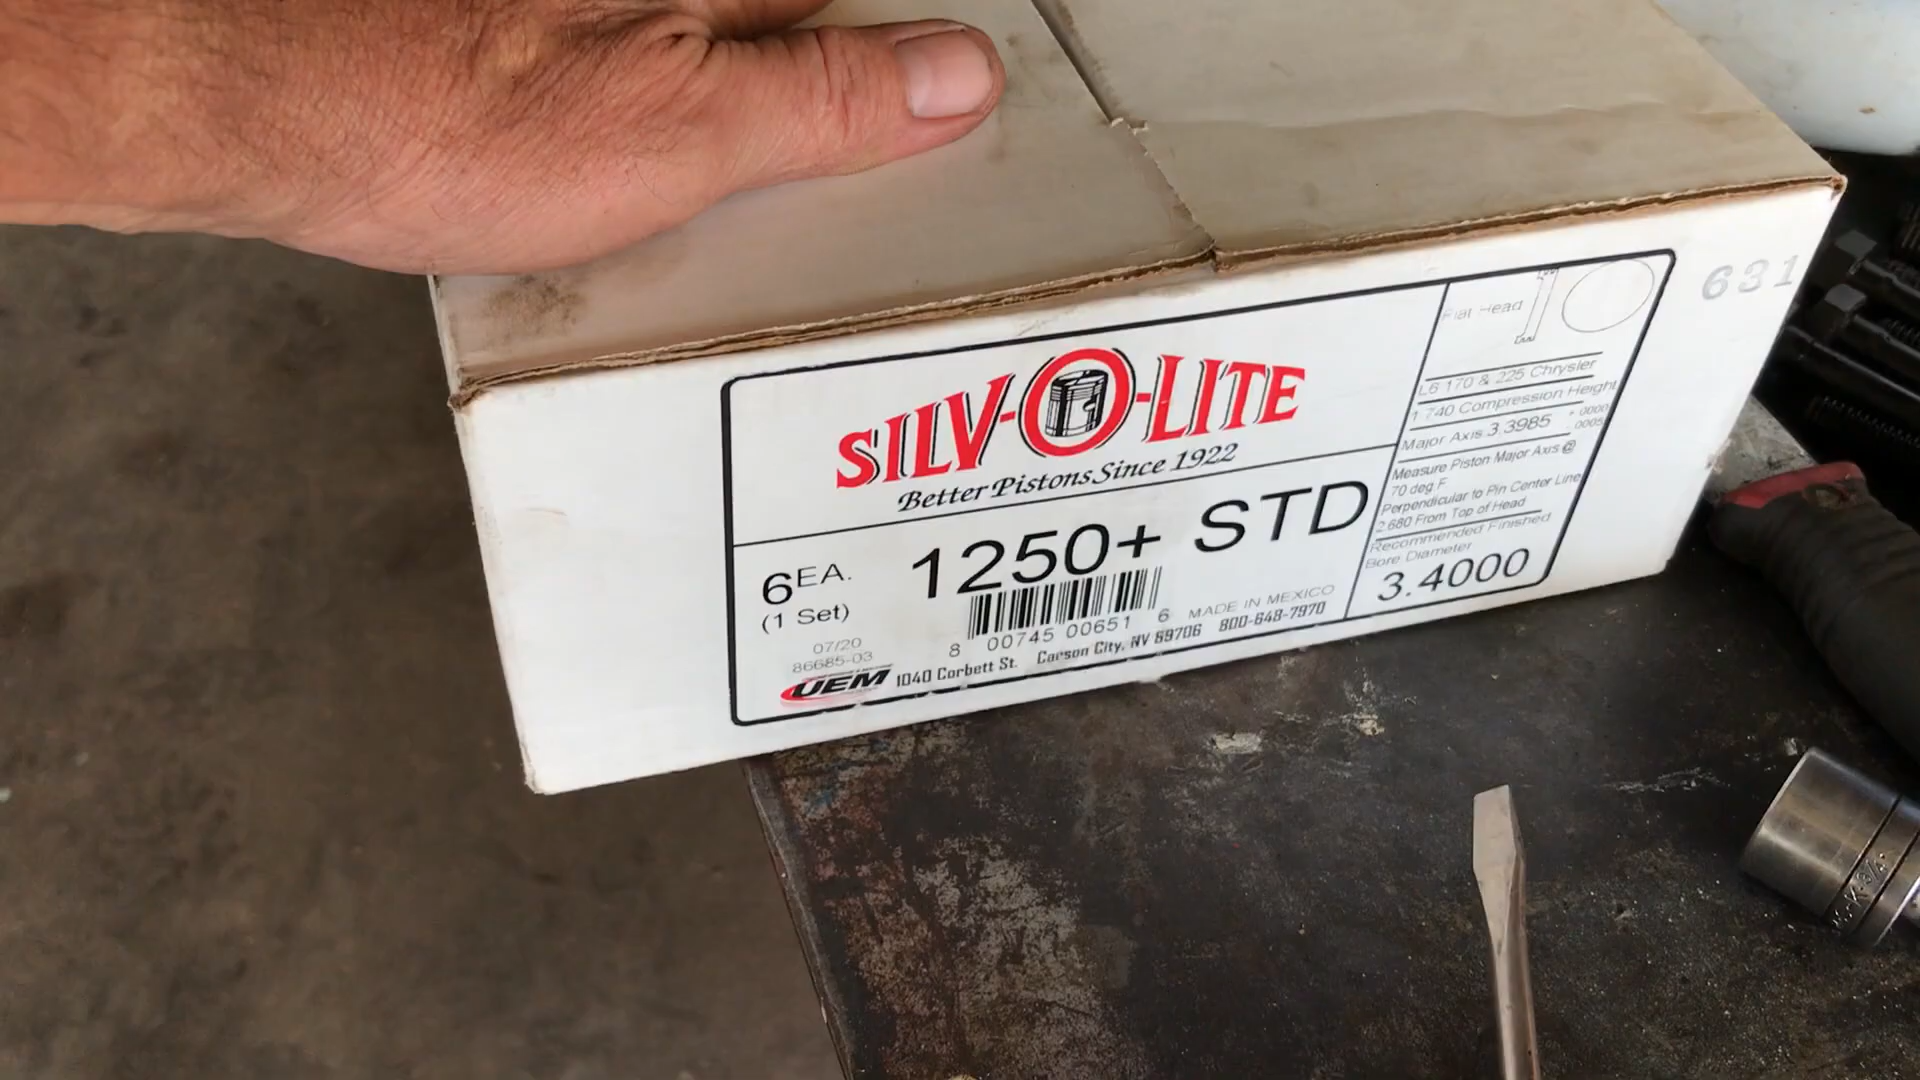 SILV-O-LITE
Better Pistons Since 1922
6 EA.
(1 Set)
1250+ STD
07/20
86685-03
8 00745 00651 6
MADE IN MEXICO
UEM
1040 Corbett St. Carson City, NV 89706 800-648-7970
Flat Head
L6 170 & 225 Chrysler
1.740 Compression Height
Major Axis 3.3985 +.0000 .0005
Measure Piston Major Axis @
70 deg.F
Perpendicular to Pin Center Line
2.680 From Top of Head
Recommended Finished
Bore Diameter
3.4000
631